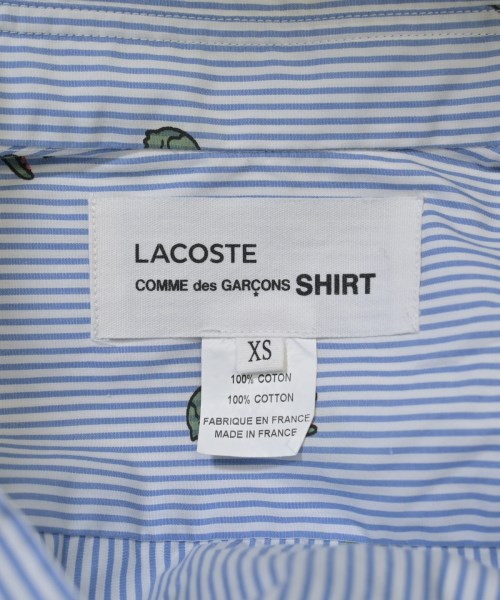 LACOSTE
COMME des GARÇONS SHIRT
XS
100% COTON
100% COTTON
FABRIQUE EN FRANCE
MADE IN FRANCE